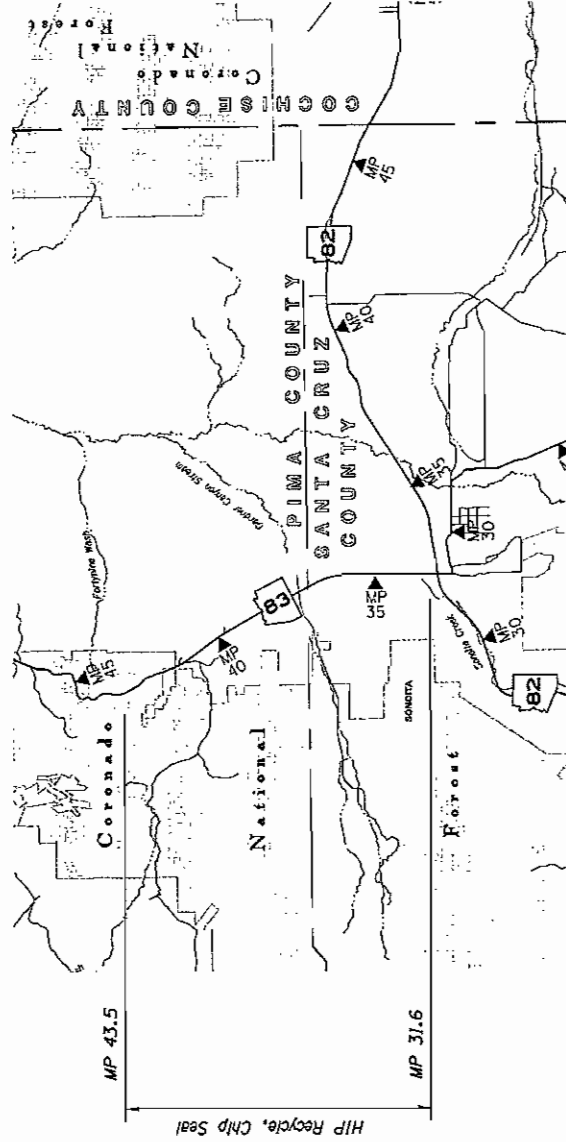 Coronado
National
Forest
COCHISE COUNTY
MP
45
82
MP
40
PIMA COUNTY
SANTA CRUZ
COUNTY
Gardner Canyon Stream
Fortynine Wash
83
MP
35
MP
35
MP
30
MP
40
MP
45
MP
30
82
Sonoita Creek
SONOITA
Coronado
National
Forest
MP 43.5
MP 31.6
HIP Recycle, Chip Seal